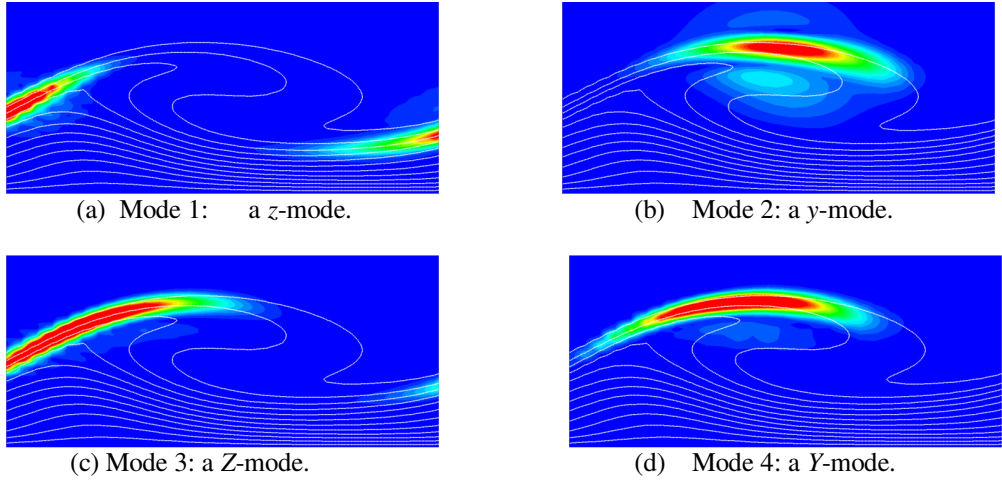 (a) Mode 1: a z-mode.
(b) Mode 2: a y-mode.
(c) Mode 3: a Z-mode.
(d) Mode 4: a Y-mode.